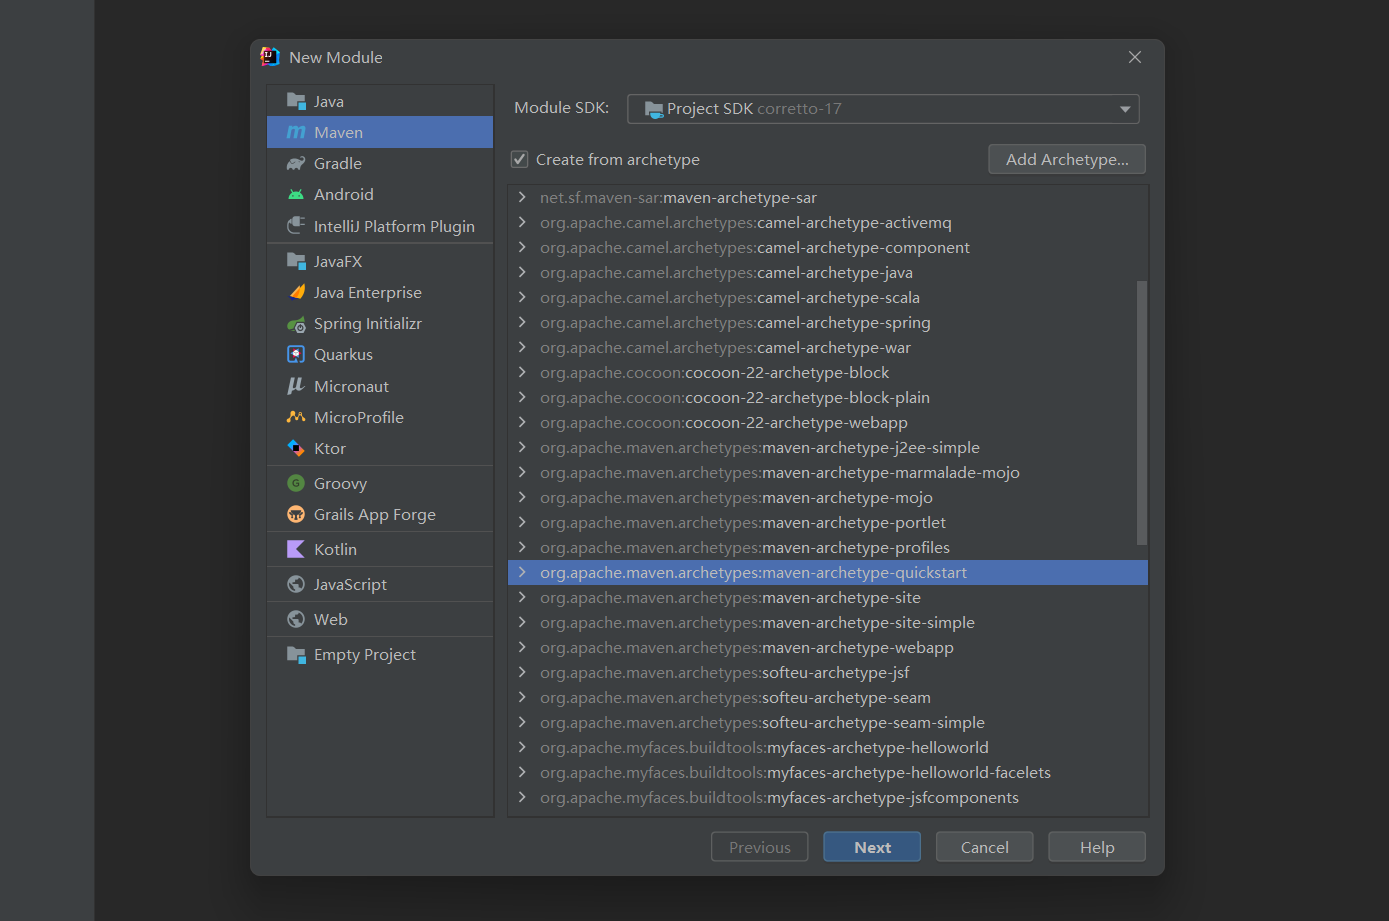 New Module
Java
Maven
Gradle
Android
IntelliJ Platform Plugin
JavaFX
Java Enterprise
Spring Initializr
Quarkus
Micronaut
MicroProfile
Ktor
Groovy
Grails App Forge
Kotlin
JavaScript
Web
Empty Project
Module SDK: Project SDK corretto-17
Create from archetype Add Archetype...
net.sf.maven-sar:maven-archetype-sar
org.apache.camel.archetypes:camel-archetype-activemq
org.apache.camel.archetypes:camel-archetype-component
org.apache.camel.archetypes:camel-archetype-java
org.apache.camel.archetypes:camel-archetype-scala
org.apache.camel.archetypes:camel-archetype-spring
org.apache.camel.archetypes:camel-archetype-war
org.apache.cocoon:cocoon-22-archetype-block
org.apache.cocoon:cocoon-22-archetype-block-plain
org.apache.cocoon:cocoon-22-archetype-webapp
org.apache.maven.archetypes:maven-archetype-j2ee-simple
org.apache.maven.archetypes:maven-archetype-marmalade-mojo
org.apache.maven.archetypes:maven-archetype-mojo
org.apache.maven.archetypes:maven-archetype-portlet
org.apache.maven.archetypes:maven-archetype-profiles
org.apache.maven.archetypes:maven-archetype-quickstart
org.apache.maven.archetypes:maven-archetype-site
org.apache.maven.archetypes:maven-archetype-site-simple
org.apache.maven.archetypes:maven-archetype-webapp
org.apache.maven.archetypes:softeu-archetype-jsf
org.apache.maven.archetypes:softeu-archetype-seam
org.apache.maven.archetypes:softeu-archetype-seam-simple
org.apache.myfaces.buildtools:myfaces-archetype-helloworld
org.apache.myfaces.buildtools:myfaces-archetype-helloworld-facelets
org.apache.myfaces.buildtools:myfaces-archetype-jsfcomponents
Previous Next Cancel Help